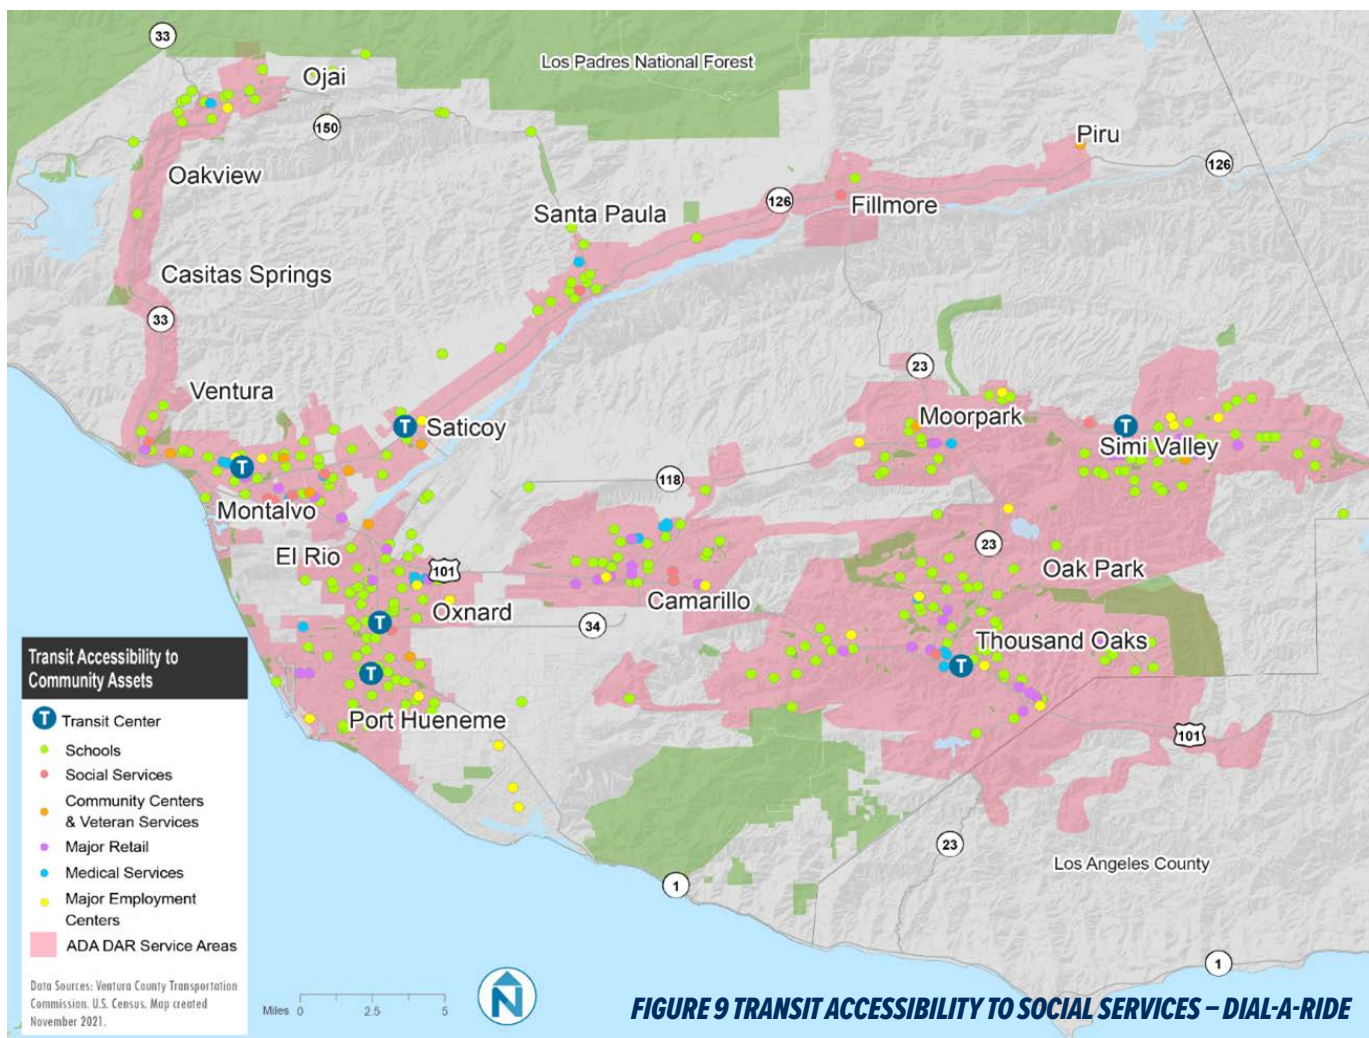 33
Los Padres National Forest
Ojai
150
Piru
126
Oakview
126
Santa Paula
Fillmore
Casitas Springs
33
23
Ventura
Moorpark
T
Saticoy
T
Simi Valley
T
118
Montalvo
23
El Rio
101
Oak Park
Camarillo
Oxnard
34
T
Thousand Oaks
T
T
Port Hueneme
101
23
Los Angeles County
1
1
Transit Accessibility to
Community Assets
T Transit Center
Schools
Social Services
Community Centers
& Veteran Services
Major Retail
Medical Services
Major Employment
Centers
ADA DAR Service Areas
Data Sources: Ventura County Transportation
Commission. U.S. Census. Map created
November 2021.
Miles 0 2.5 5
N
FIGURE 9 TRANSIT ACCESSIBILITY TO SOCIAL SERVICES – DIAL-A-RIDE